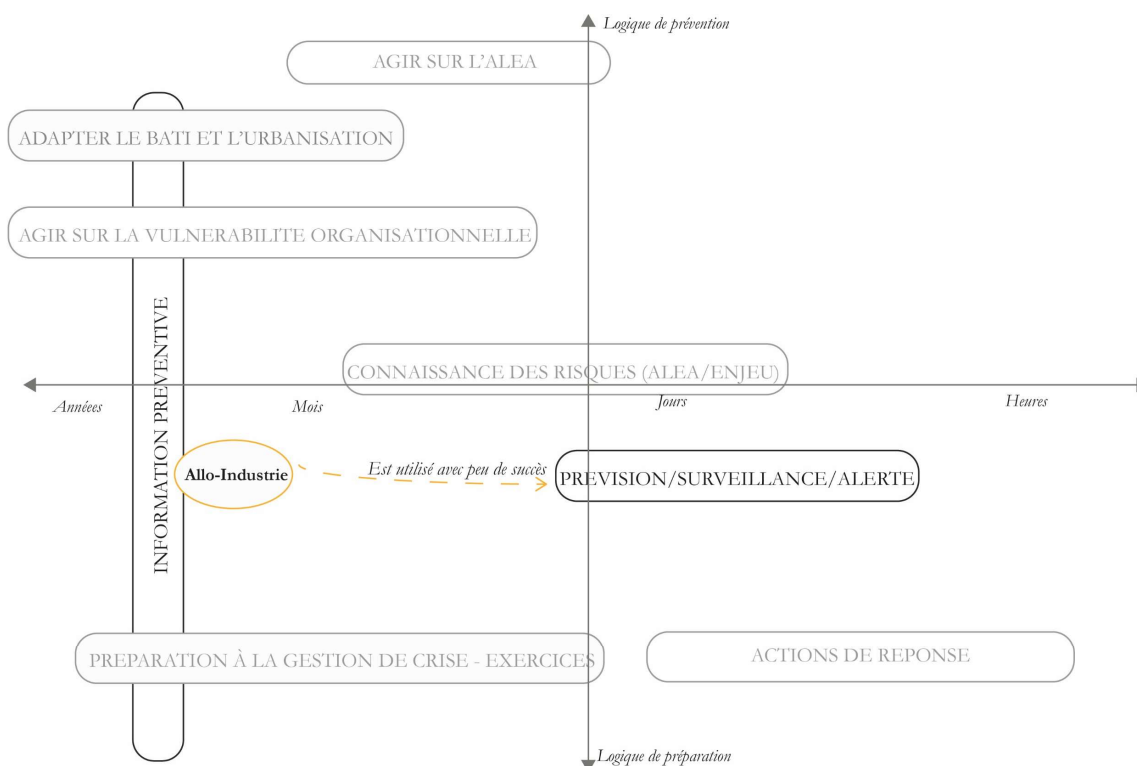 Logique de prévention
AGIR SUR L'ALEA
ADAPTER LE BATI ET L'URBANISATION
AGIR SUR LA VULNERABILITE ORGANISATIONNELLE
INFORMATION PREVENTIVE
CONNAISSANCE DES RISQUES (ALEA/ENJEU)
Annéees
Mois
Jours
Heures
Allo-Industrie
Est utilisé avec peu de succès
PREVISION/SURVEILLANCE/ALERTE
PREPARATION À LA GESTION DE CRISE - EXERCICES
ACTIONS DE REPONSE
Logique de préparation